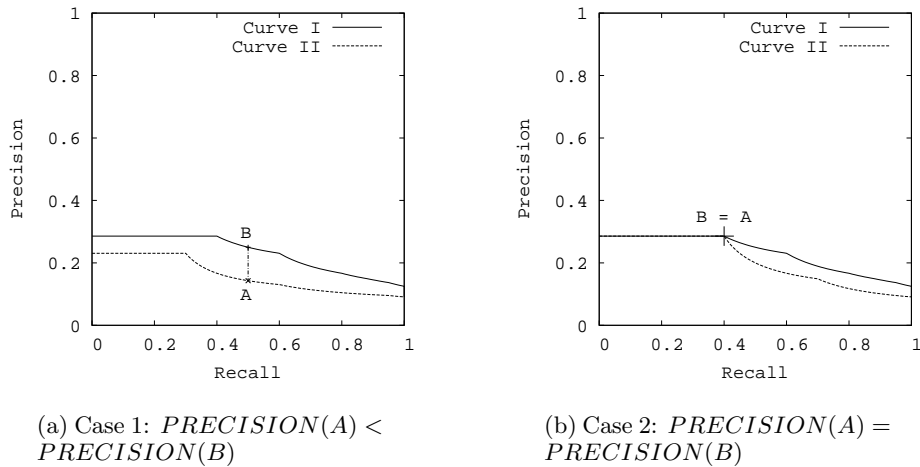 1
Curve I
Curve II
0.8
0.6
0.4
0.2
0
B
A
0 0.2 0.4 0.6 0.8 1
Precision
Recall
(a) Case 1: PRECISION(A) <
PRECISION(B)
1
Curve I
Curve II
0.8
0.6
0.4
0.2
0
B = A
0 0.2 0.4 0.6 0.8 1
Precision
Recall
(b) Case 2: PRECISION(A) =
PRECISION(B)